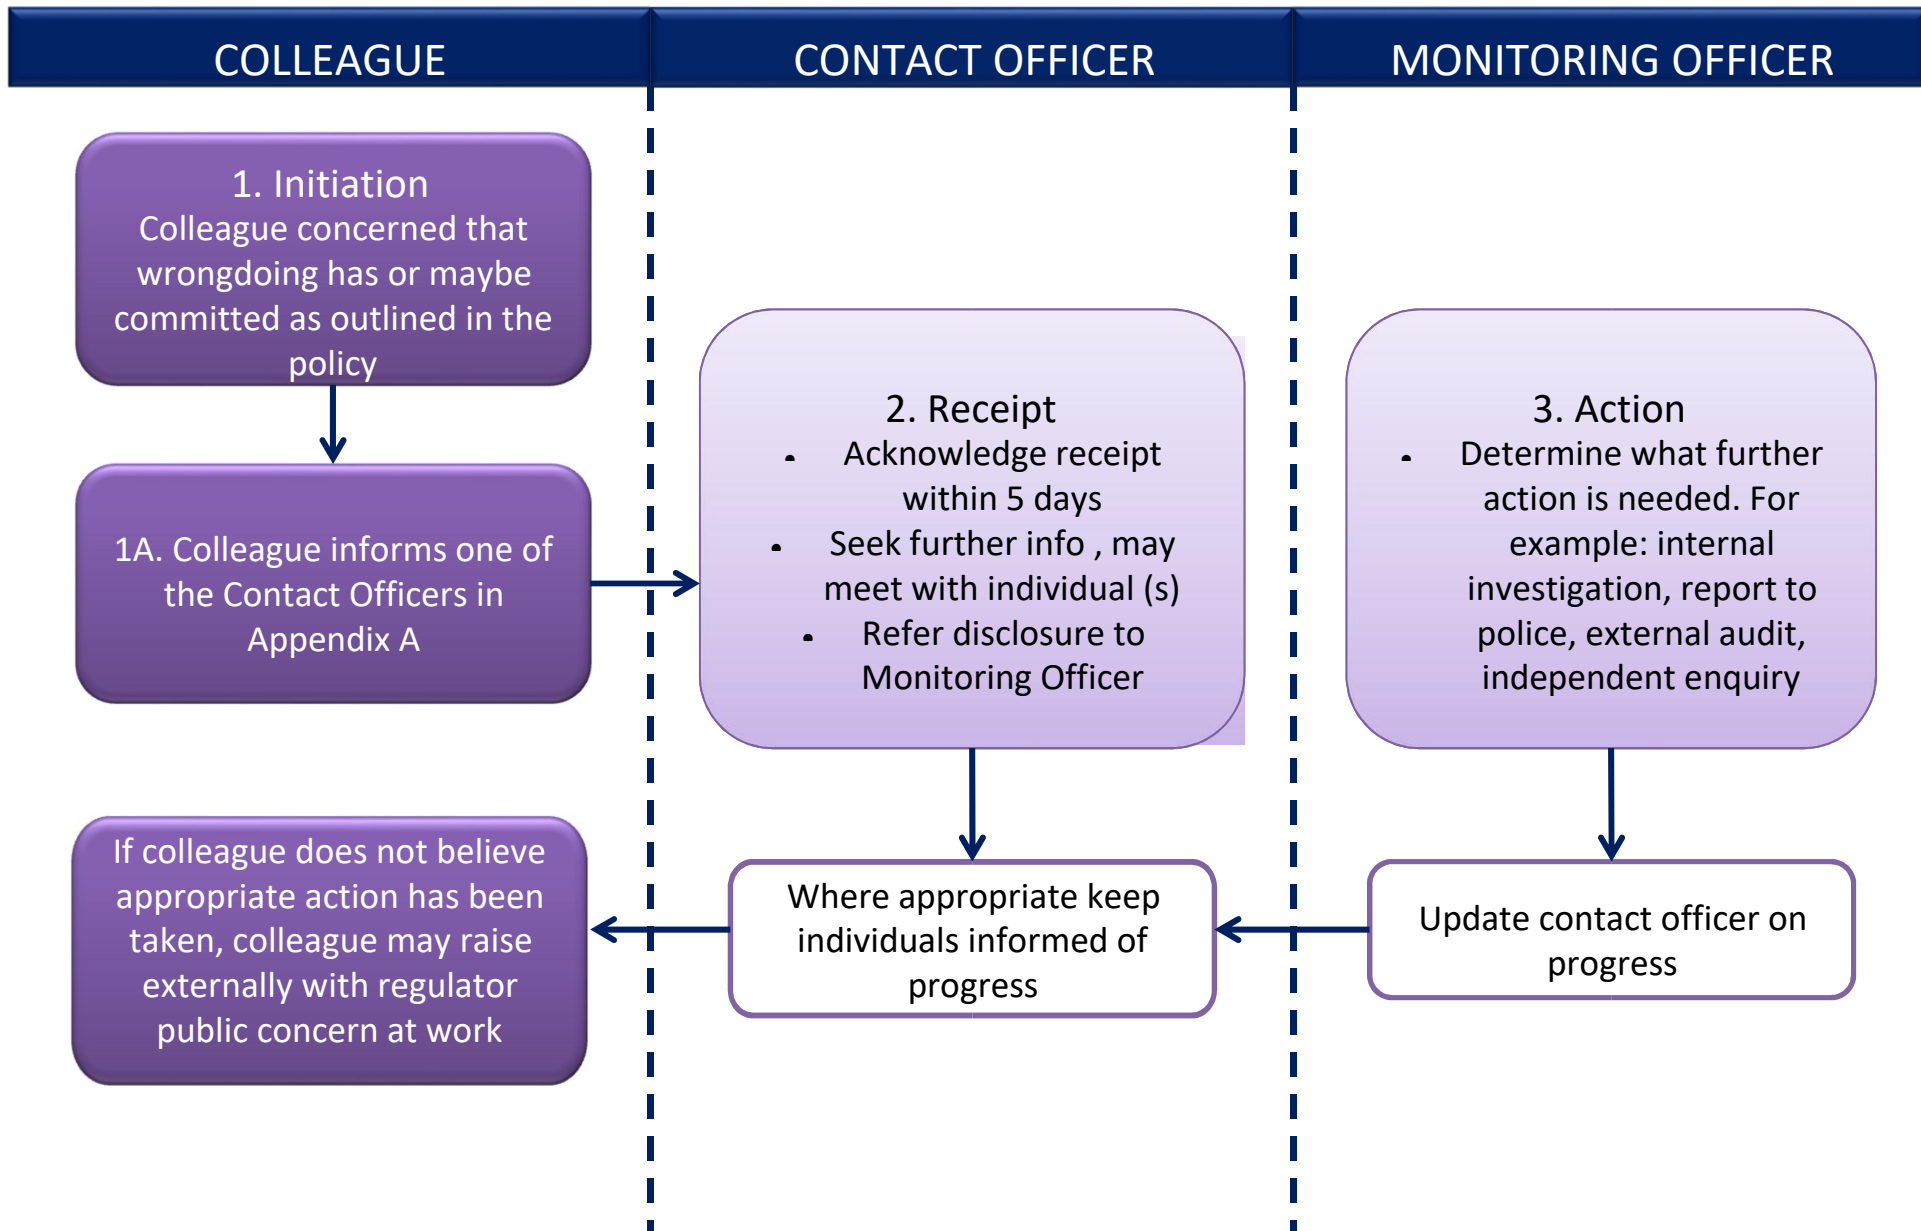 COLLEAGUE
CONTACT OFFICER
MONITORING OFFICER
1. Initiation
Colleague concerned that
wrongdoing has or maybe
committed as outlined in the
policy
1A. Colleague informs one of
the Contact Officers in
Appendix A
If colleague does not believe
appropriate action has been
taken, colleague may raise
externally with regulator
public concern at work
2. Receipt
• Acknowledge receipt
within 5 days
• Seek further info , may
meet with individual (s)
• Refer disclosure to
Monitoring Officer
Where appropriate keep
individuals informed of
progress
3. Action
• Determine what further
action is needed. For
example: internal
investigation, report to
police, external audit,
independent enquiry
Update contact officer on
progress